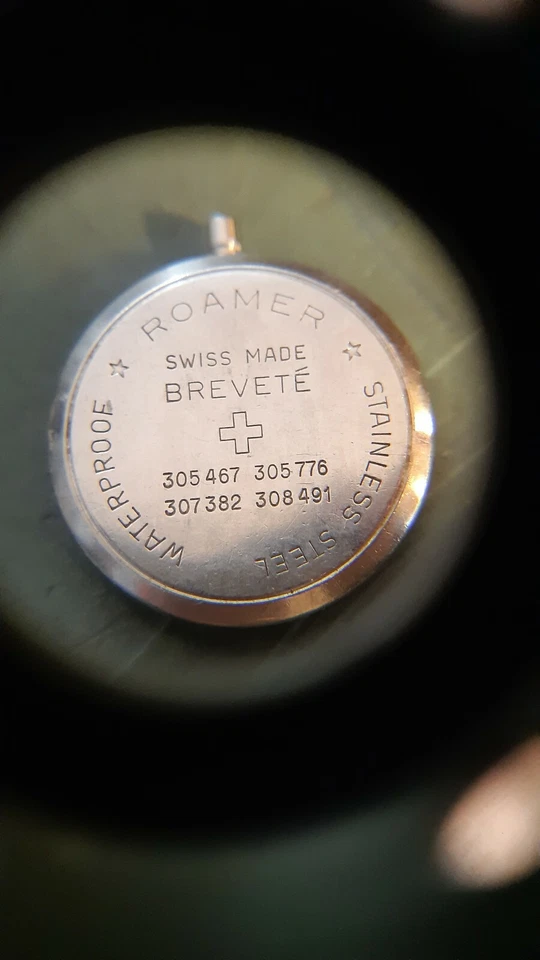 ROAMER
SWISS MADE
BREVETÉ
305467 305776
307382 308491
STAINLESS STEEL
WATERPROOF